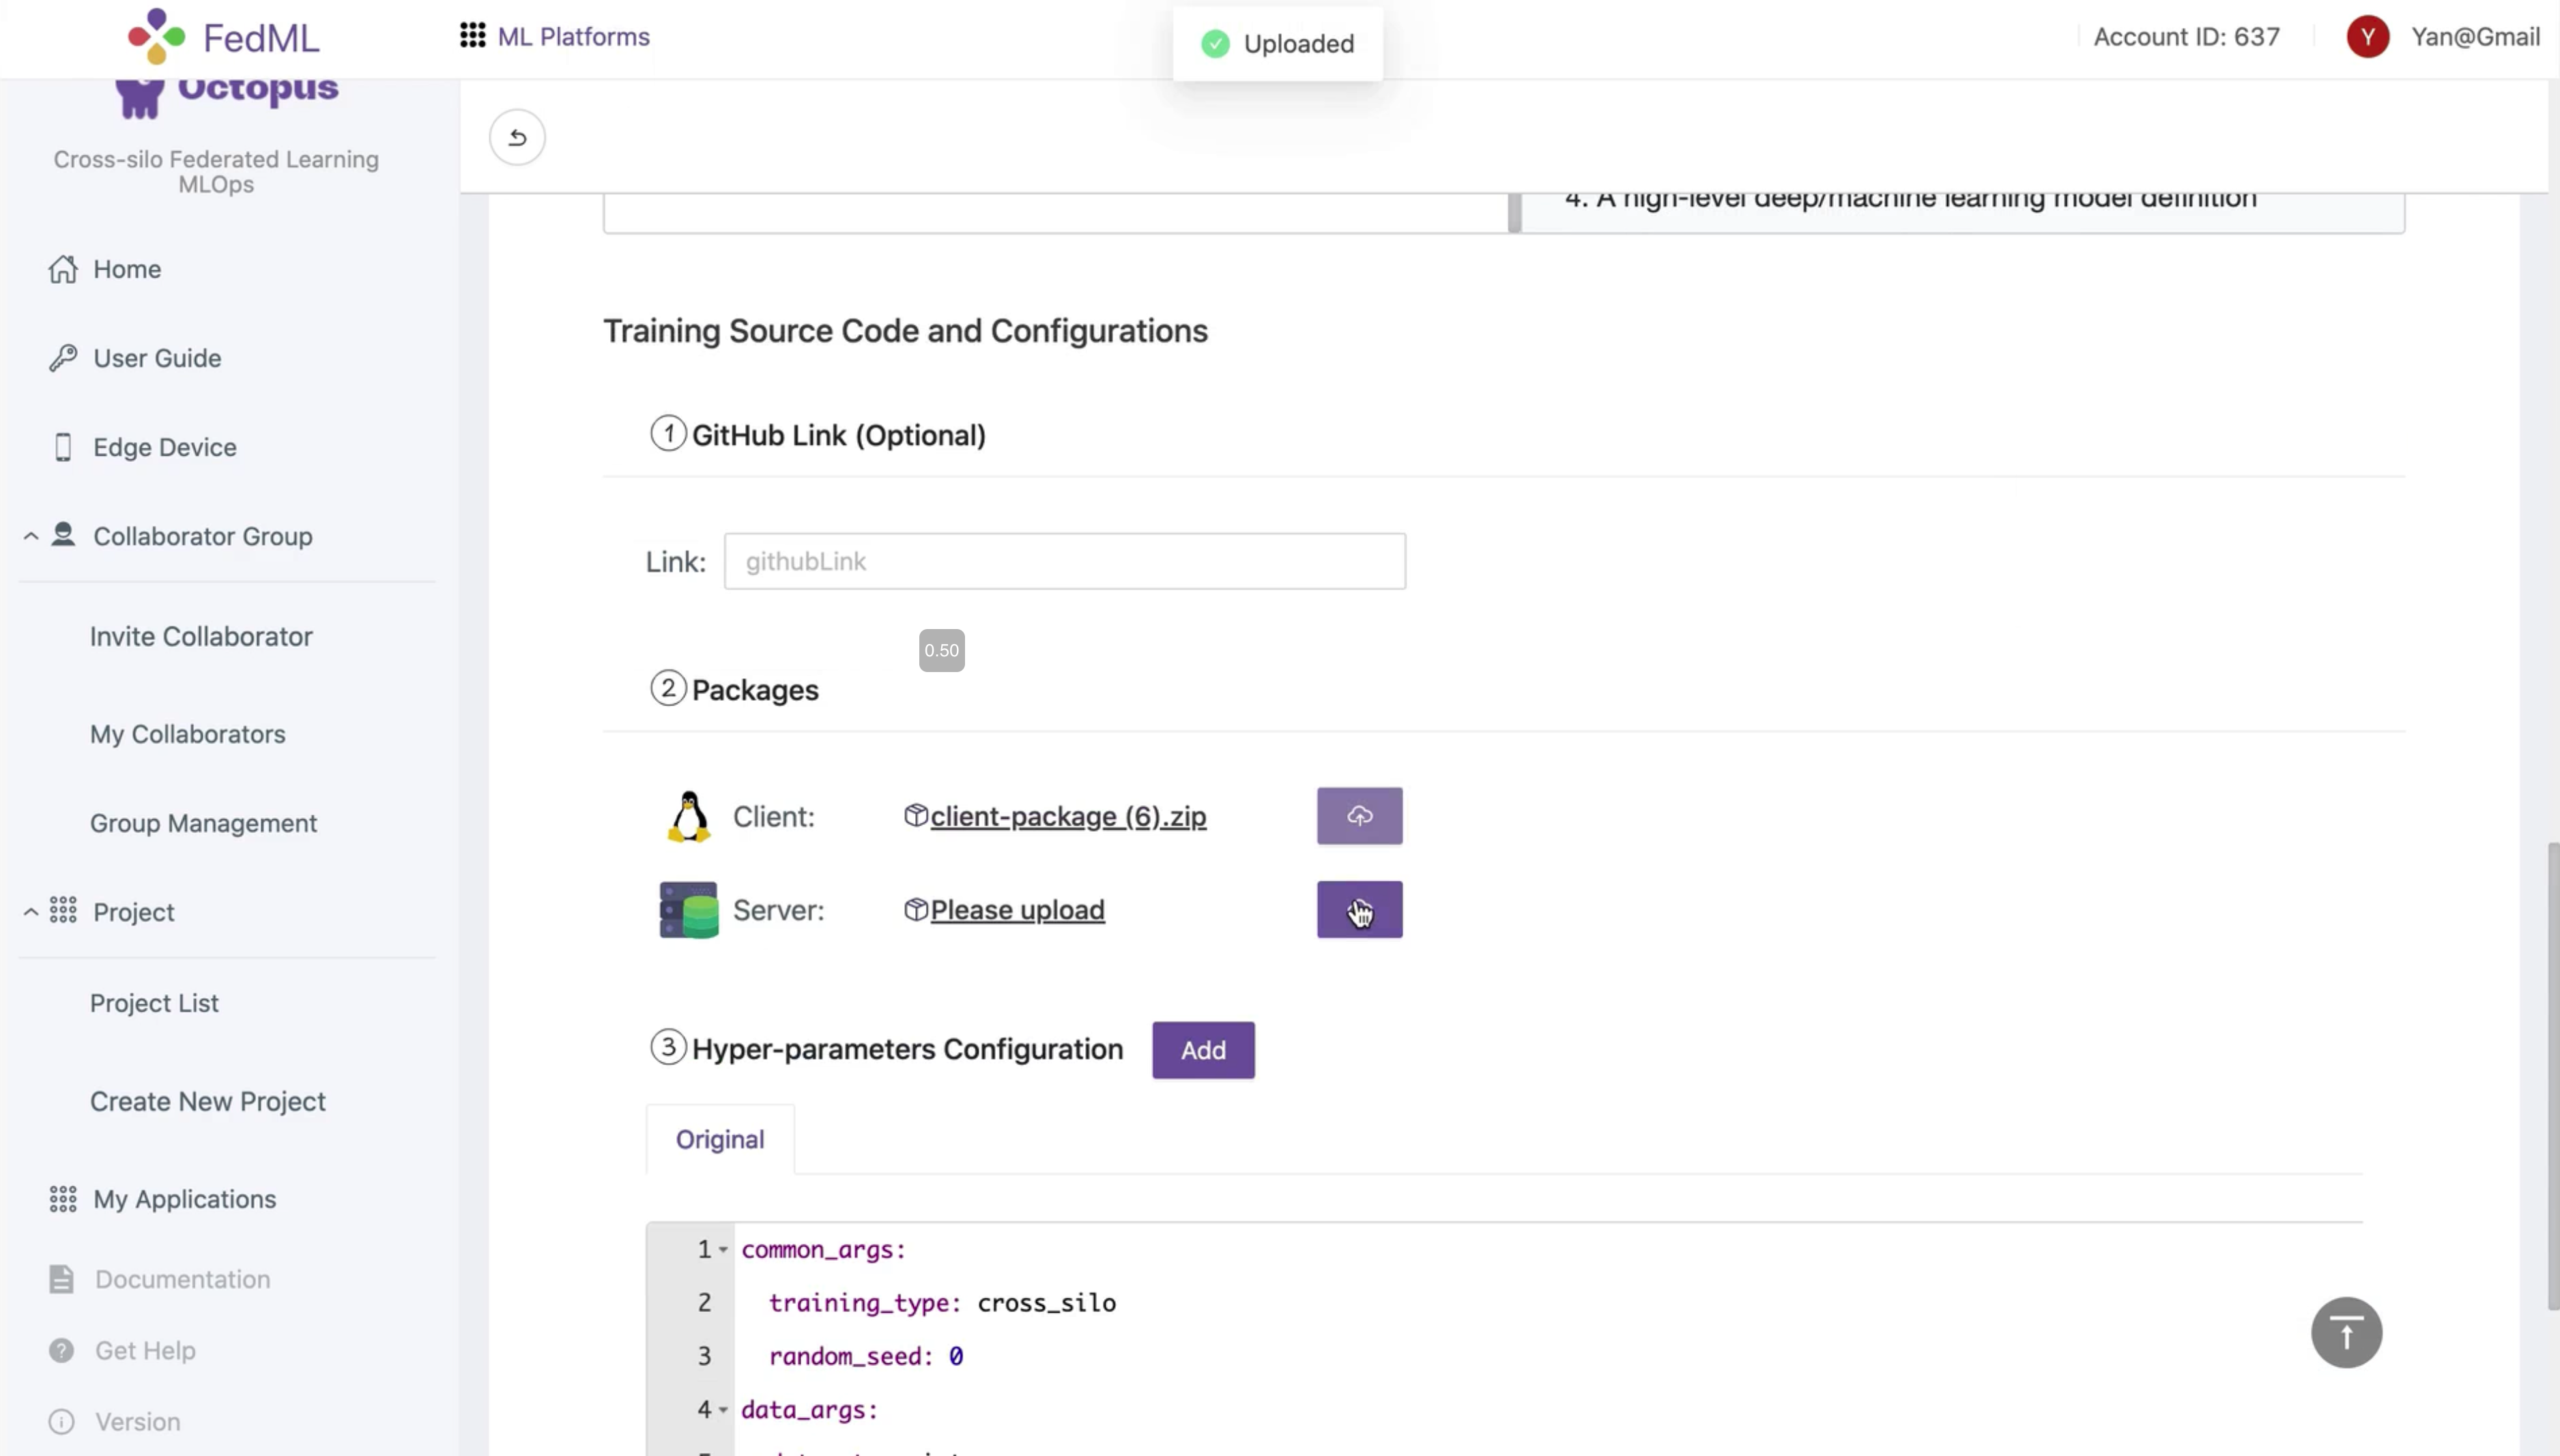 FedML
ML Platforms
Uploaded
Account ID: 637
Y
Yan@Gmail
Octopus
Cross-silo Federated Learning
MLOps
Home
User Guide
Edge Device
Collaborator Group
Invite Collaborator
My Collaborators
Group Management
Project
Project List
Create New Project
My Applications
Documentation
Get Help
Version
4. A high-level deep/machine learning model definition
Training Source Code and Configurations
1 GitHub Link (Optional)
Link: githubLink
0.50
2 Packages
Client: client-package (6).zip
Server: Please upload
3 Hyper-parameters Configuration Add
Original
1 common_args:
2 training_type: cross_silo
3 random_seed: 0
4 data_args: